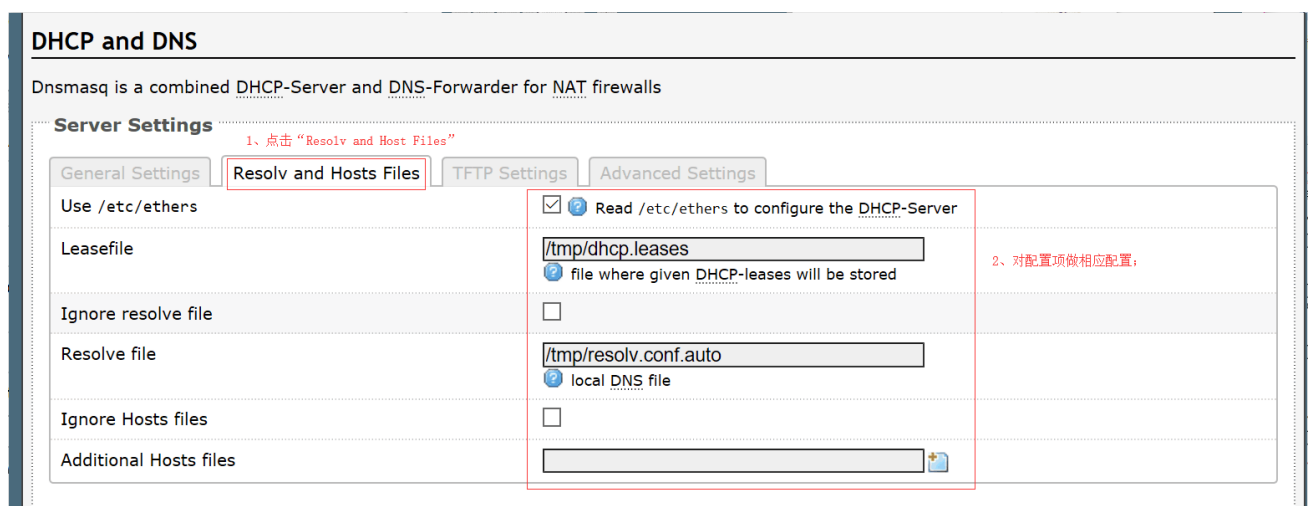 DHCP and DNS
Dnsmasq is a combined DHCP-Server and DNS-Forwarder for NAT firewalls
Server Settings
1、点击“Resolv and Host Files”
General Settings Resolv and Hosts Files TFTP Settings Advanced Settings
Use /etc/ethers Read /etc/ethers to configure the DHCP-Server
Leasefile /tmp/dhcp.leases
2、对配置项做相应配置;
file where given DHCP-leases will be stored
Ignore resolve file
Resolve file /tmp/resolv.conf.auto
local DNS file
Ignore Hosts files
Additional Hosts files